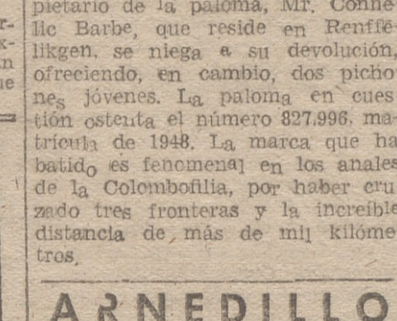 pietario de la paloma, Mr. Conne
lic Barbe, que reside en Renffe-
likgen, se niega a su devolución,
ofreciendo, en cambio, dos picho
nes jóvenes. La paloma en cues
tión ostenta el número 827.996, ma-
trícula de 1948. La marca que ha
batido es fenomenal en los anales
de la Colombofilia, por haber cru
zado tres fronteras y la increíble
distancia de más de mil kilóme
tros.
ARNEDILLO